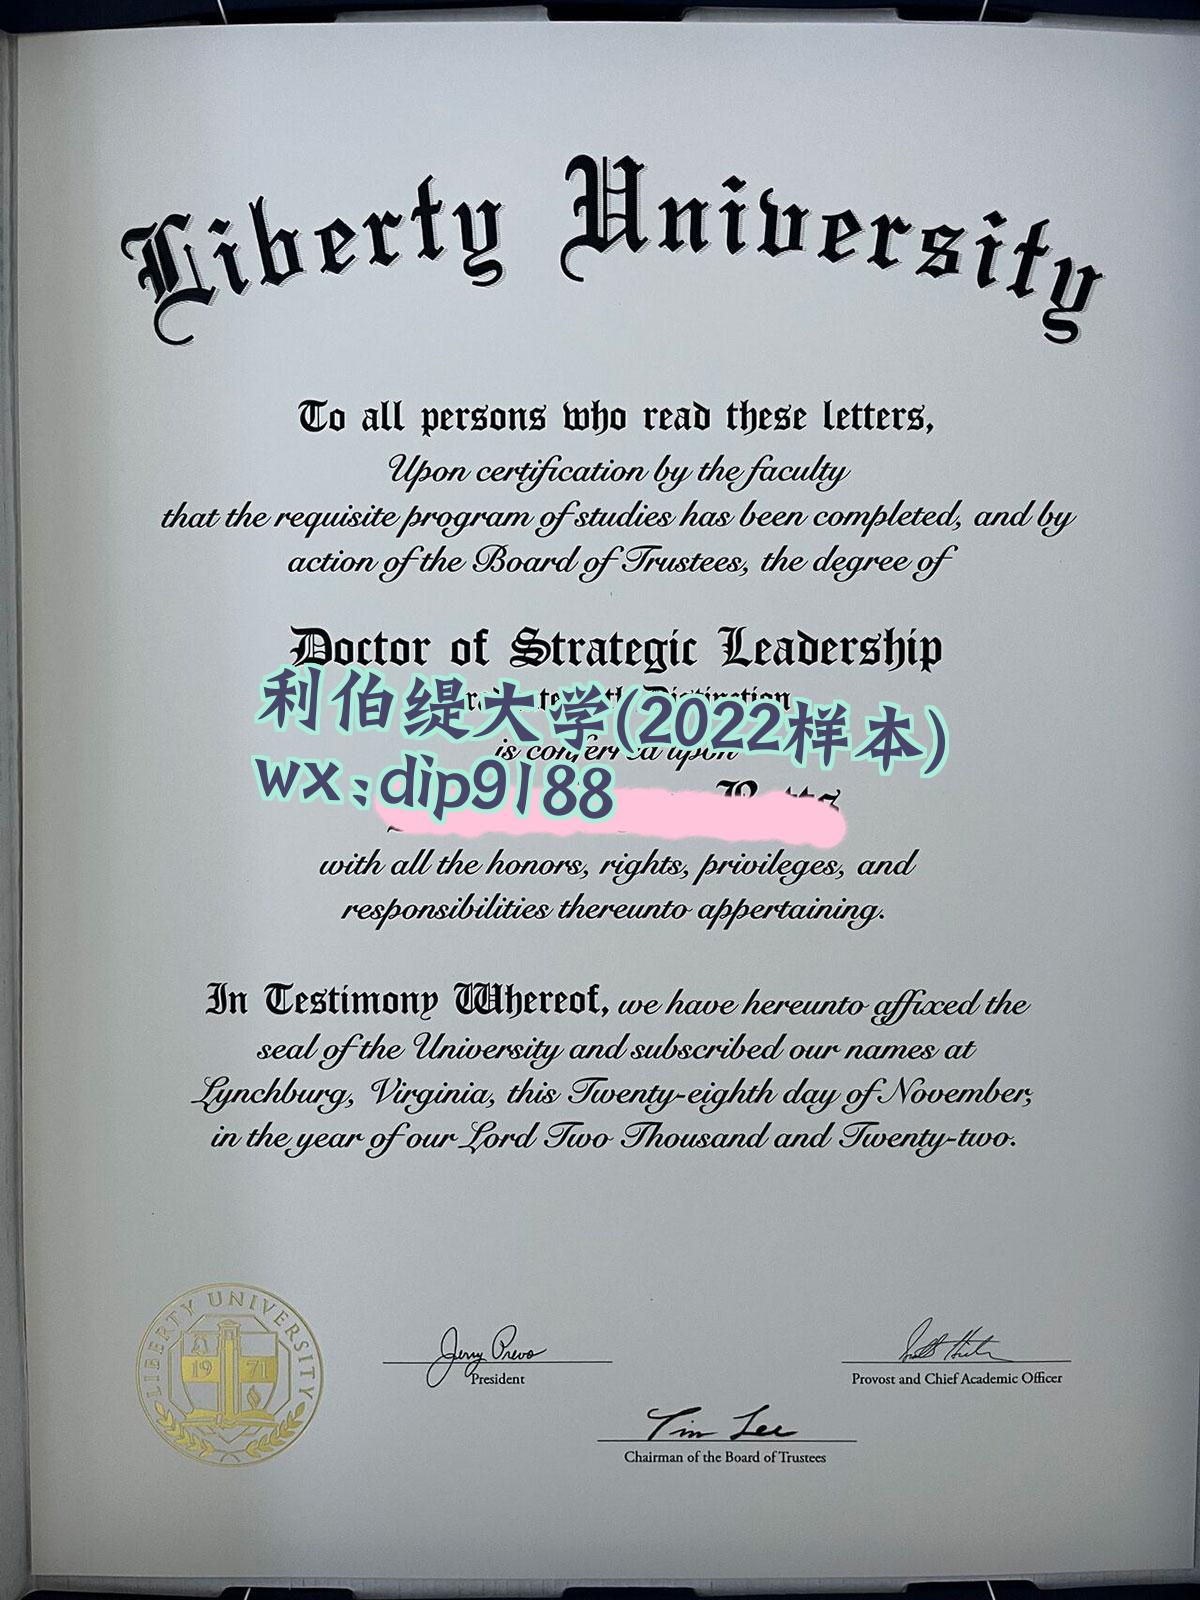 Liberty University
To all persons who read these letters,
Upon certification by the faculty
that the requisite program of studies has been completed, and by
action of the Board of Trustees, the degree of
Doctor of Strategic Leadership
利伯缇大学(2022样本)
is conferred upon
wx:dip9188
with all the honors, rights, privileges, and
responsibilities thereunto appertaining.
In Testimony Whereof, we have hereunto affixed the
seal of the University and subscribed our names at
Lynchburg, Virginia, this Twenty-eighth day of November,
in the year of our Lord Two Thousand and Twenty-two.
LIBERTY UNIVERSITY
1971
Jerry Prevo
President
Provost and Chief Academic Officer
Tim Lee
Chairman of the Board of Trustees